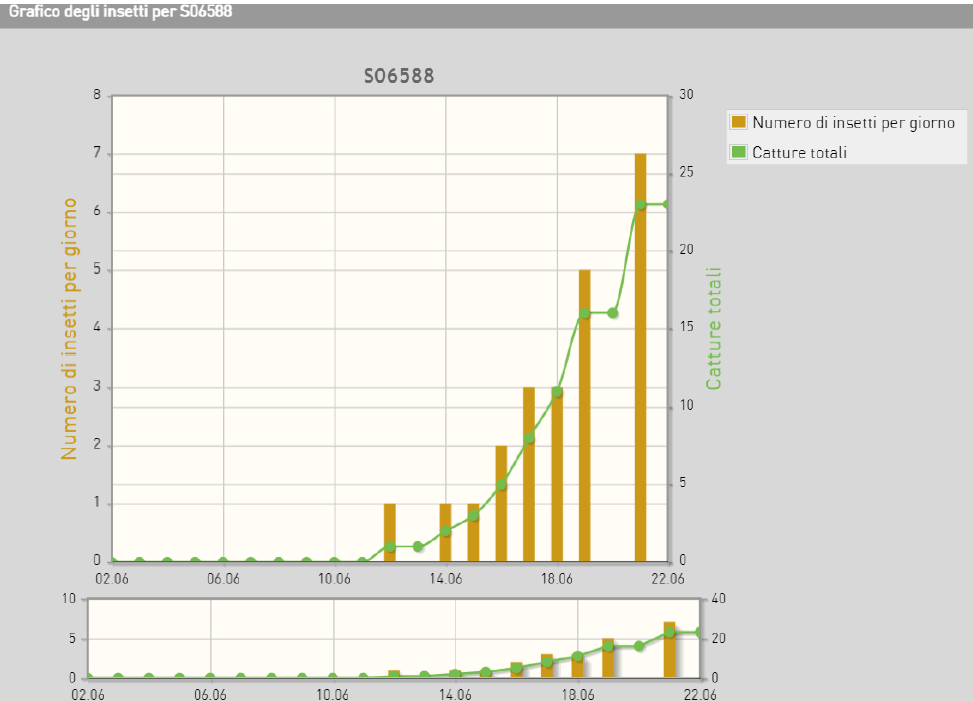 Grafico degli insetti per S06588
S06588
Numero di insetti per giorno
Catture totali
Numero di insetti per giorno
8
7
6
5
4
3
2
1
0
30
25
20
15
10
5
0
Catture totali
02.06 06.06 10.06 14.06 18.06 22.06
10
5
0
40
20
0
02.06 06.06 10.06 14.06 18.06 22.06